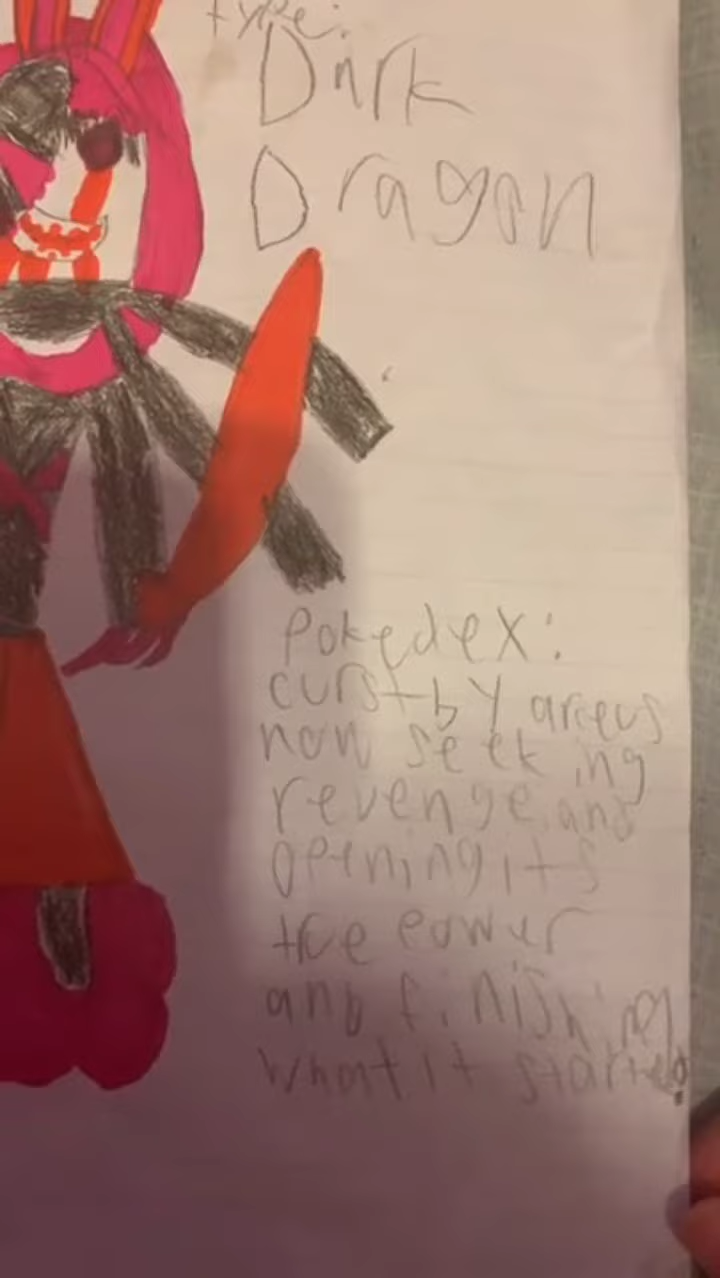 type:
Dark
Dragon
Pokedex:
curst by arceus
now seeking
revenge and
opening its
true power
and finishing
what it started!